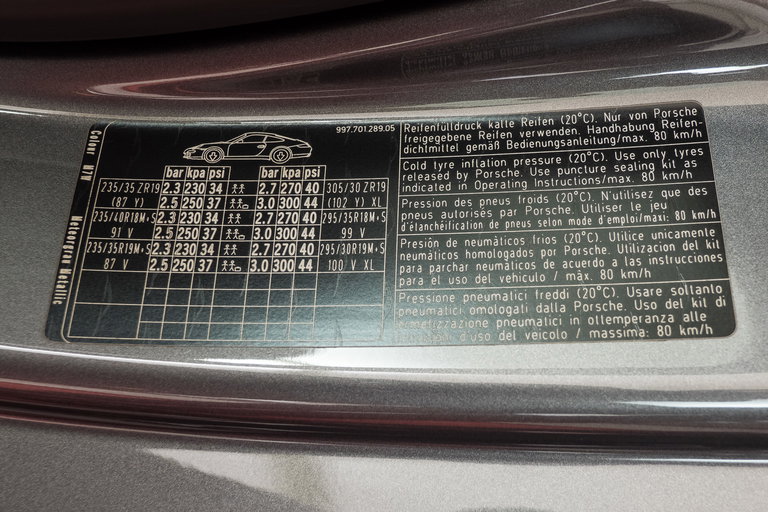 Colour M7W
Meteorgrau Metallic
997.701.289.05
bar kpa psi bar kpa psi
235/35 ZR19 2.3 230 34 2.7 270 40 305/30 ZR19
(87 Y) 2.5 250 37 3.0 300 44 (102 Y) XL
235/40R18M+S 2.3 230 34 2.7 270 40 295/35R18M+S
91 V 2.5 250 37 3.0 300 44 99 V
235/35R19M+S 2.3 230 34 2.7 270 40 295/30R19M+S
87 V 2.5 250 37 3.0 300 44 100 V XL
Reifenfülldruck kalte Reifen (20°C). Nur von Porsche
freigegebene Reifen verwenden. Handhabung Reifen-
dichtmittel gemäß Bedienungsanleitung/max. 80 km/h
Cold tyre inflation pressure (20°C). Use only tyres
released by Porsche. Use puncture sealing kit as
indicated in Operating Instructions/max. 80 km/h
Pression des pneus froids (20°C). N'utilisez que des
pneus autorisés par Porsche. Utiliser le jeu
d'étanchéification de pneus selon mode d'emploi/maxi: 80 km/h
Presión de neumáticos fríos (20°C). Utilice unicamente
neumáticos homologados por Porsche. Utilizacion del kit
para parchar neumáticos de acuerdo a las instrucciones
para el uso del vehiculo / máx. 80 km/h
Pressione pneumatici freddi (20°C). Usare soltanto
pneumatici omologati dalla Porsche. Uso del kit di
ermetizzazione pneumatici in ottemperanza alle
d'uso del veicolo / massima: 80 km/h